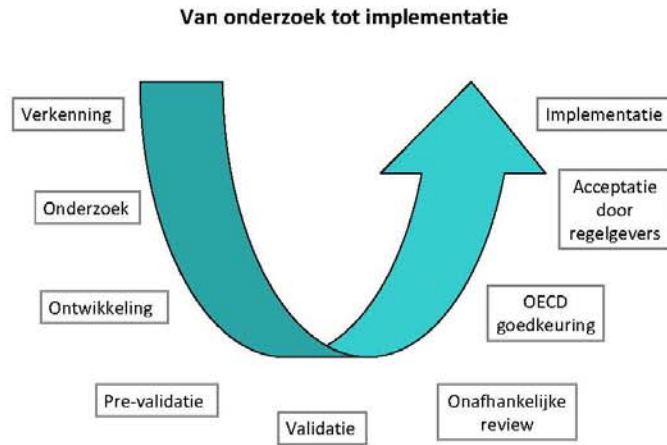 Van onderzoek tot implementatie
Verkenning
Onderzoek
Ontwikkeling
Pre-validatie
Validatie
Onafhankelijke
review
OECD
goedkeuring
Acceptatie
door
regelgevers
Implementatie